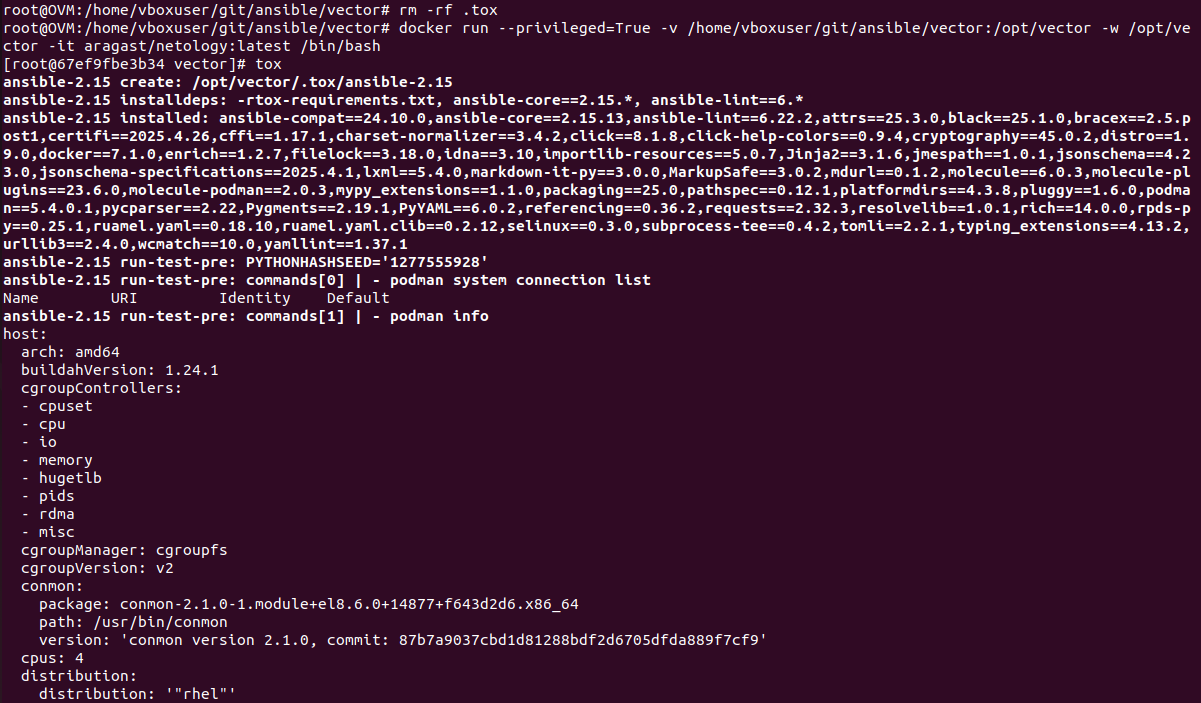 root@OVM:/home/vboxuser/git/ansible/vector# rm -rf .tox
root@OVM:/home/vboxuser/git/ansible/vector# docker run --privileged=True -v /home/vboxuser/git/ansible/vector:/opt/vector -w /opt/ve
ctor -it aragast/netology:latest /bin/bash
[root@67ef9fbe3b34 vector]# tox
ansible-2.15 create: /opt/vector/.tox/ansible-2.15
ansible-2.15 installdeps: -rtox-requirements.txt, ansible-core==2.15.*, ansible-lint==6.*
ansible-2.15 installed: ansible-compat==24.10.0,ansible-core==2.15.13,ansible-lint==6.22.2,attrs==25.3.0,black==25.1.0,bracex==2.5.p
ost1,certifi==2025.4.26,cffi==1.17.1,charset-normalizer==3.4.2,click==8.1.8,click-help-colors==0.9.4,cryptography==45.0.2,distro==1.
9.0,docker==7.1.0,enrich==1.2.7,filelock==3.18.0,idna==3.10,importlib-resources==5.0.7,Jinja2==3.1.6,jmespath==1.0.1,jsonschema==4.2
3.0,jsonschema-specifications==2025.4.1,lxml==5.4.0,markdown-it-py==3.0.0,MarkupSafe==3.0.2,mdurl==0.1.2,molecule==6.0.3,molecule-pl
ugins==23.6.0,molecule-podman==2.0.3,mypy_extensions==1.1.0,packaging==25.0,pathspec==0.12.1,platformdirs==4.3.8,pluggy==1.6.0,podma
n==5.4.0.1,pycparser==2.22,Pygments==2.19.1,PyYAML==6.0.2,referencing==0.36.2,requests==2.32.3,resolvelib==1.0.1,rich==14.0.0,rpds-p
y==0.25.1,ruamel.yaml==0.18.10,ruamel.yaml.clib==0.2.12,selinux==0.3.0,subprocess-tee==0.4.2,tomli==2.2.1,typing_extensions==4.13.2,
urllib3==2.4.0,wcmatch==10.0,yamllint==1.37.1
ansible-2.15 run-test-pre: PYTHONHASHSEED='1277555928'
ansible-2.15 run-test-pre: commands[0] | - podman system connection list
Name        URI         Identity    Default
ansible-2.15 run-test-pre: commands[1] | - podman info
host:
  arch: amd64
  buildahVersion: 1.24.1
  cgroupControllers:
  - cpuset
  - cpu
  - io
  - memory
  - hugetlb
  - pids
  - rdma
  - misc
  cgroupManager: cgroupfs
  cgroupVersion: v2
  conmon:
    package: conmon-2.1.0-1.module+el8.6.0+14877+f643d2d6.x86_64
    path: /usr/bin/conmon
    version: 'conmon version 2.1.0, commit: 87b7a9037cbd1d81288bdf2d6705dfda889f7cf9'
  cpus: 4
  distribution:
    distribution: '"rhel"'